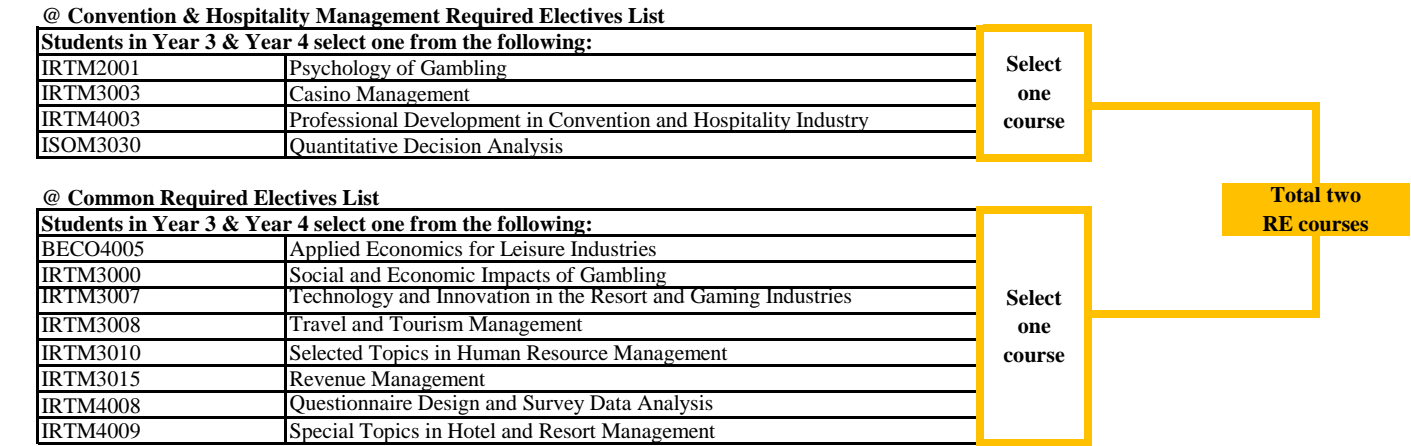 @ Convention & Hospitality Management Required Electives List
Students in Year 3 & Year 4 select one from the following:
IRTM2001 Psychology of Gambling
IRTM3003 Casino Management
IRTM4003 Professional Development in Convention and Hospitality Industry
ISOM3030 Quantitative Decision Analysis
Select
one
course
@ Common Required Electives List
Students in Year 3 & Year 4 select one from the following:
BECO4005 Applied Economics for Leisure Industries
IRTM3000 Social and Economic Impacts of Gambling
IRTM3007 Technology and Innovation in the Resort and Gaming Industries
IRTM3008 Travel and Tourism Management
IRTM3010 Selected Topics in Human Resource Management
IRTM3015 Revenue Management
IRTM4008 Questionnaire Design and Survey Data Analysis
IRTM4009 Special Topics in Hotel and Resort Management
Select
one
course
Total two
RE courses